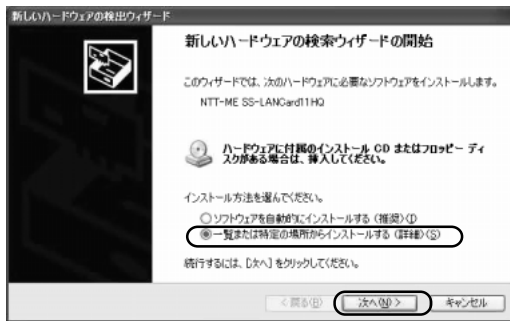 新しいハードウェアの検出ウィザード
新しいハードウェアの検索ウィザードの開始
このウィザードでは、次のハードウェアに必要なソフトウェアをインストールします。
NTT-ME SS-LANCard11HQ
ハードウェアに付属のインストール CD またはフロッピー ディ
スクがある場合は、挿入してください。
インストール方法を選んでください。
ソフトウェアを自動的にインストールする (推奨)(I)
一覧または特定の場所からインストールする (詳細)(S)
続行するには、[次へ] をクリックしてください。
< 戻る(B) 次へ(N) > キャンセル